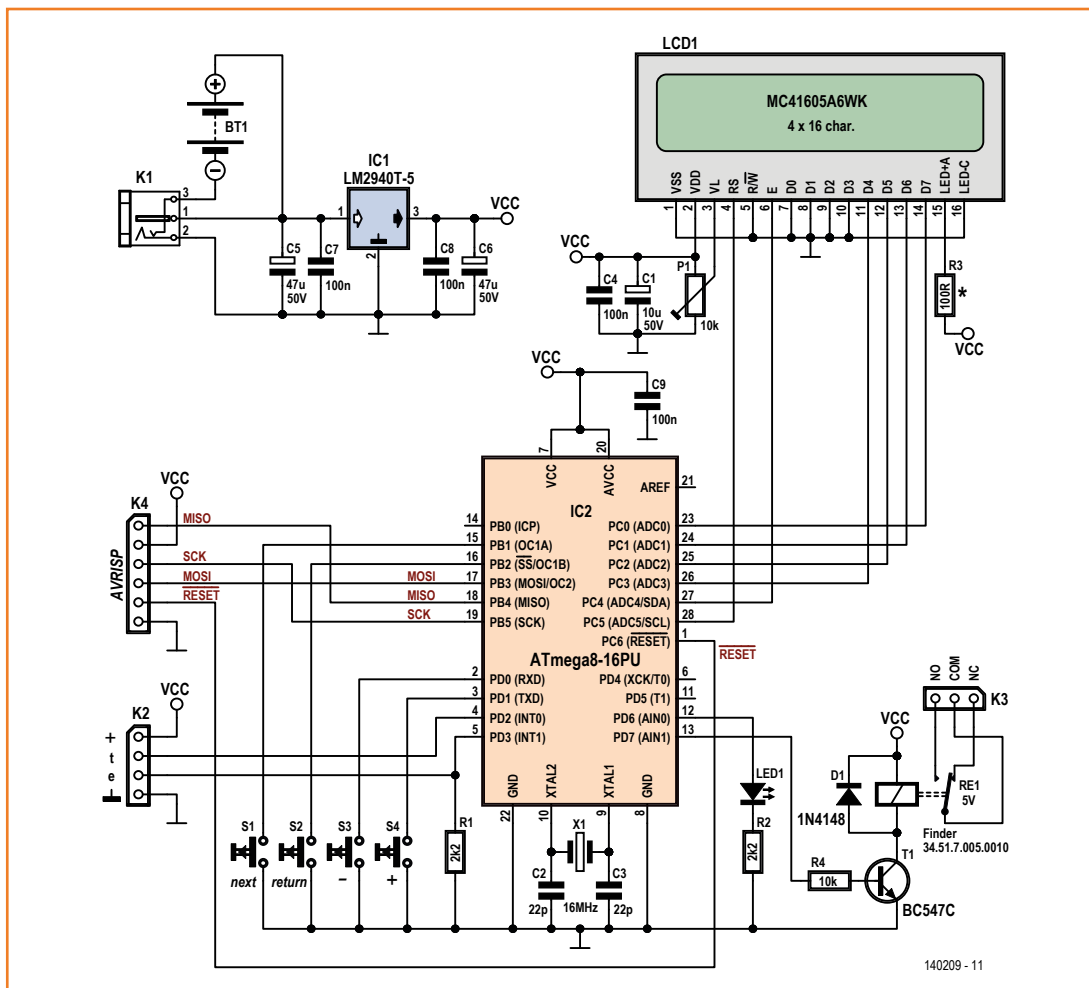 LCD1
MC41605A6WK
4 x 16 char.
VSS
VDD
VL
RS
R/W
E
D0
D1
D2
D3
D4
D5
D6
D7
LED+A
LED-C
1
2
3
4
5
6
7
8
9
10
11
12
13
14
15
16
BT1
K1
3
1
2
IC1
LM2940T-5
1
3
2
VCC
C5
47u
50V
C7
100n
C8
100n
C6
47u
50V
VCC
C4
100n
C1
10u
50V
P1
10k
R3
100R
*
VCC
VCC
C9
100n
7
20
VCC
AVCC
AREF
21
IC2
K4
VCC
AVRISP
MISO
SCK
MOSI
RESET
MOSI
MISO
SCK
14
PB0 (ICP)
15
PB1 (OC1A)
16
PB2 (SS/OC1B)
17
PB3 (MOSI/OC2)
18
PB4 (MISO)
19
PB5 (SCK)
PC0 (ADC0)
23
PC1 (ADC1)
24
PC2 (ADC2)
25
PC3 (ADC3)
26
PC4 (ADC4/SDA)
27
PC5 (ADC5/SCL)
28
PC6 (RESET)
1
RESET
ATmega8-16PU
2
PD0 (RXD)
3
PD1 (TXD)
4
PD2 (INT0)
5
PD3 (INT1)
PD4 (XCK/T0)
6
PD5 (T1)
11
PD6 (AIN0)
12
PD7 (AIN1)
13
GND
XTAL2
XTAL1
GND
22
10
9
8
K2
VCC
+
t
e
S1
next
S2
return
S3
–
S4
+
R1
2k2
X1
16MHz
C2
22p
C3
22p
LED1
R2
2k2
R4
10k
T1
BC547C
D1
1N4148
VCC
RE1
5V
Finder
34.51.7.005.0010
NO
COM
NC
K3
140209 - 11